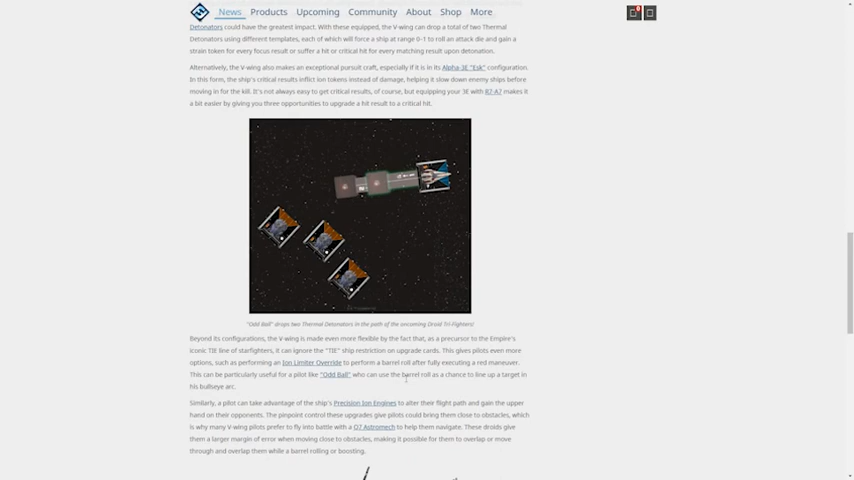 News Products Upcoming Community About Shop More
Detonators could have the greatest impact. With these equipped, the V-wing can drop a total of two Thermal
Detonators using different templates, each of which will force a ship at range 0-1 to roll an attack die and gain a
strain token for every focus result or suffer a hit or critical hit for every matching result upon detonation.
Alternatively, the V-wing also makes an exceptional pursuit craft, especially if it is in its Alpha-3E "Esk" configuration.
In this form, the ship's critical results inflict ion tokens instead of damage, helping it slow down enemy ships before
moving in for the kill. It's not always easy to get critical results, of course, but equipping your 3E with R7-A7 makes it
a bit easier by giving you three opportunities to upgrade a hit result to a critical hit.
"Odd Ball" drops two Thermal Detonators in the path of the uncoming Droid Tri-Fighters!
Beyond its configurations, the V-wing is made even more flexible by the fact that, as a precursor to the Empire's
iconic TIE line of starfighters, it can ignore the "TIE" ship restriction on upgrade cards. This gives pilots even more
options, such as performing an Ion Limiter Override to perform a barrel roll after fully executing a red maneuver.
This can be particularly useful for a pilot like "Odd Ball" who can use the barrel roll as a chance to line up a target in
his bullseye arc.
Similarly, a pilot can take advantage of the ship's Precision Ion Engines to alter their flight path and gain the upper
hand on their opponents. The pinpoint control these upgrades give pilots could bring them close to obstacles, which
is why many V-wing pilots prefer to fly into battle with a Q7 Astromech to help them navigate. These droids give
them a larger margin of error when moving close to obstacles, making it possible for them to overlap or move
through and overlap them while a barrel rolling or boosting.